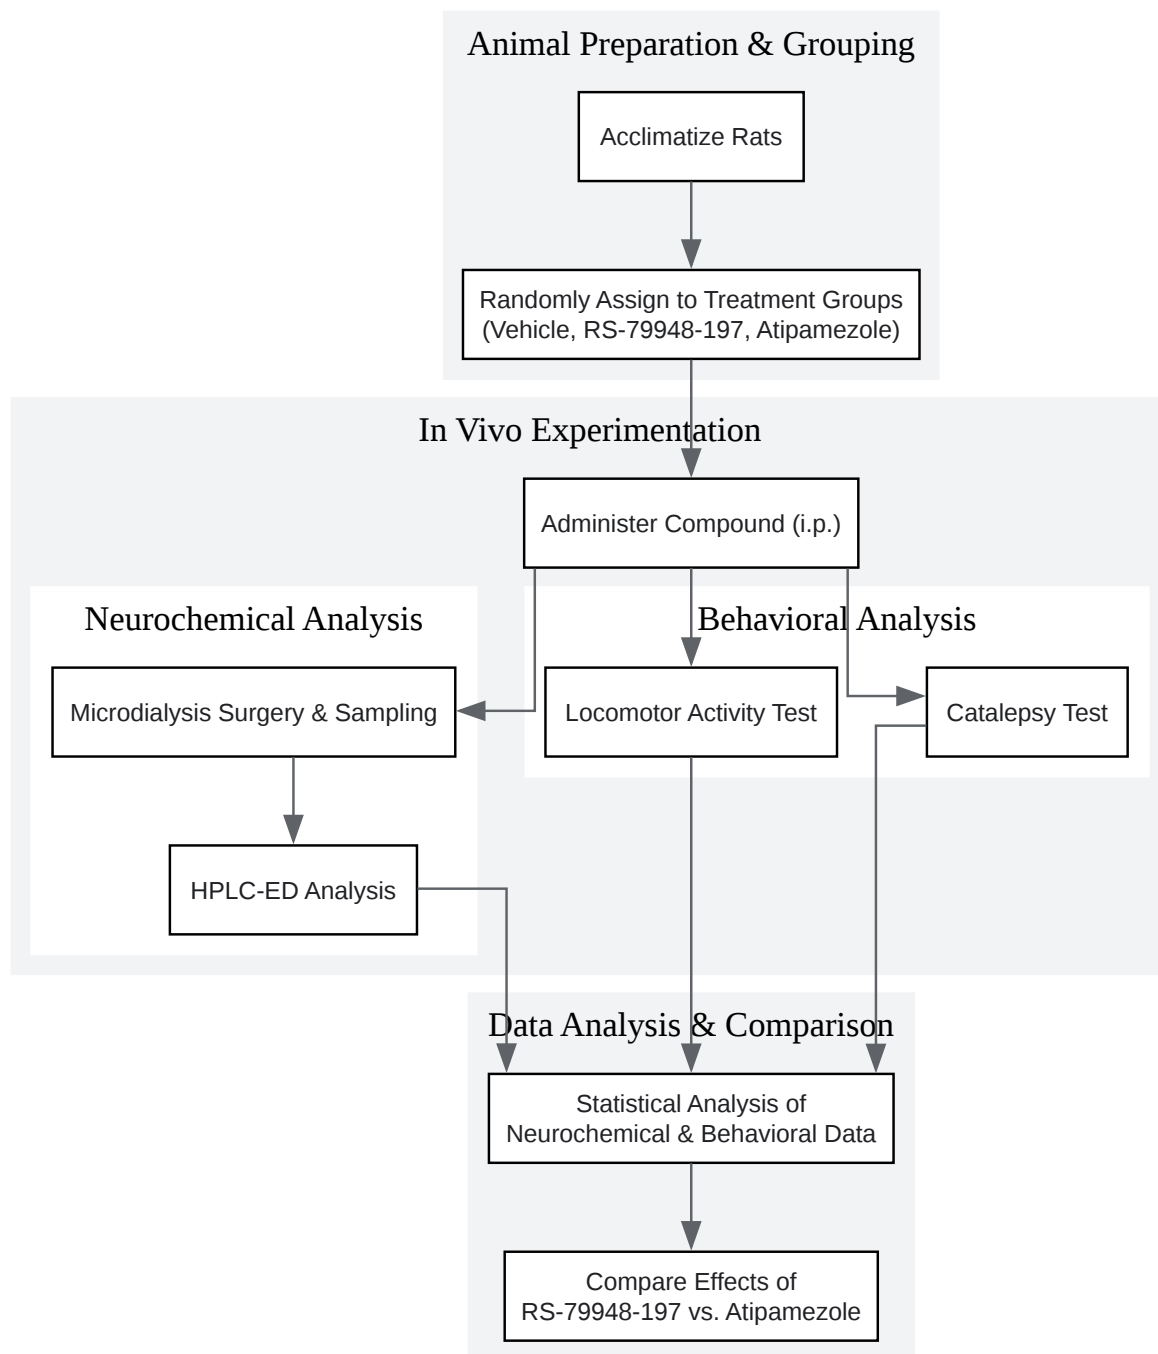 Animal Preparation & Grouping
Acclimatize Rats
Randomly Assign to Treatment Groups
(Vehicle, RS-79948-197, Atipamezole)
In Vivo Experimentation
Administer Compound (i.p.)
Neurochemical Analysis
Behavioral Analysis
Microdialysis Surgery & Sampling
Locomotor Activity Test
Catalepsy Test
HPLC-ED Analysis
Data Analysis & Comparison
Statistical Analysis of
Neurochemical & Behavioral Data
Compare Effects of
RS-79948-197 vs. Atipamezole